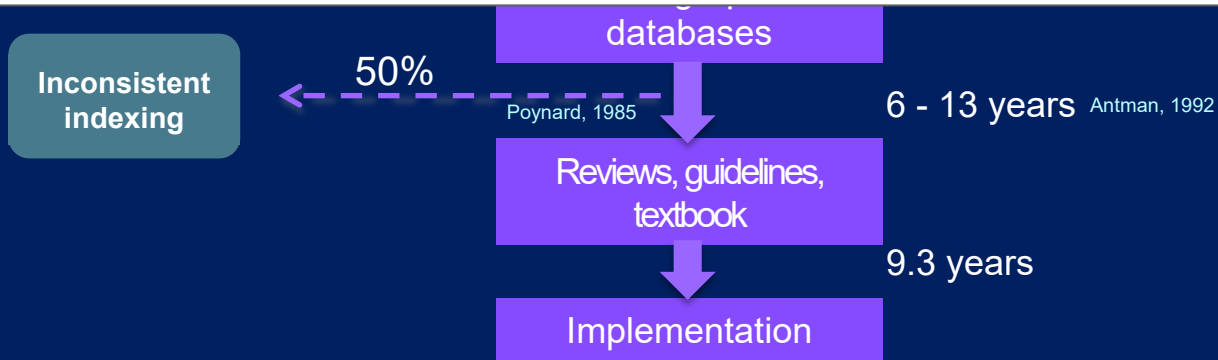 databases
Inconsistent
indexing
50%
Poynard, 1985
6 - 13 years Antman, 1992
Reviews, guidelines,
textbook
9.3 years
Implementation